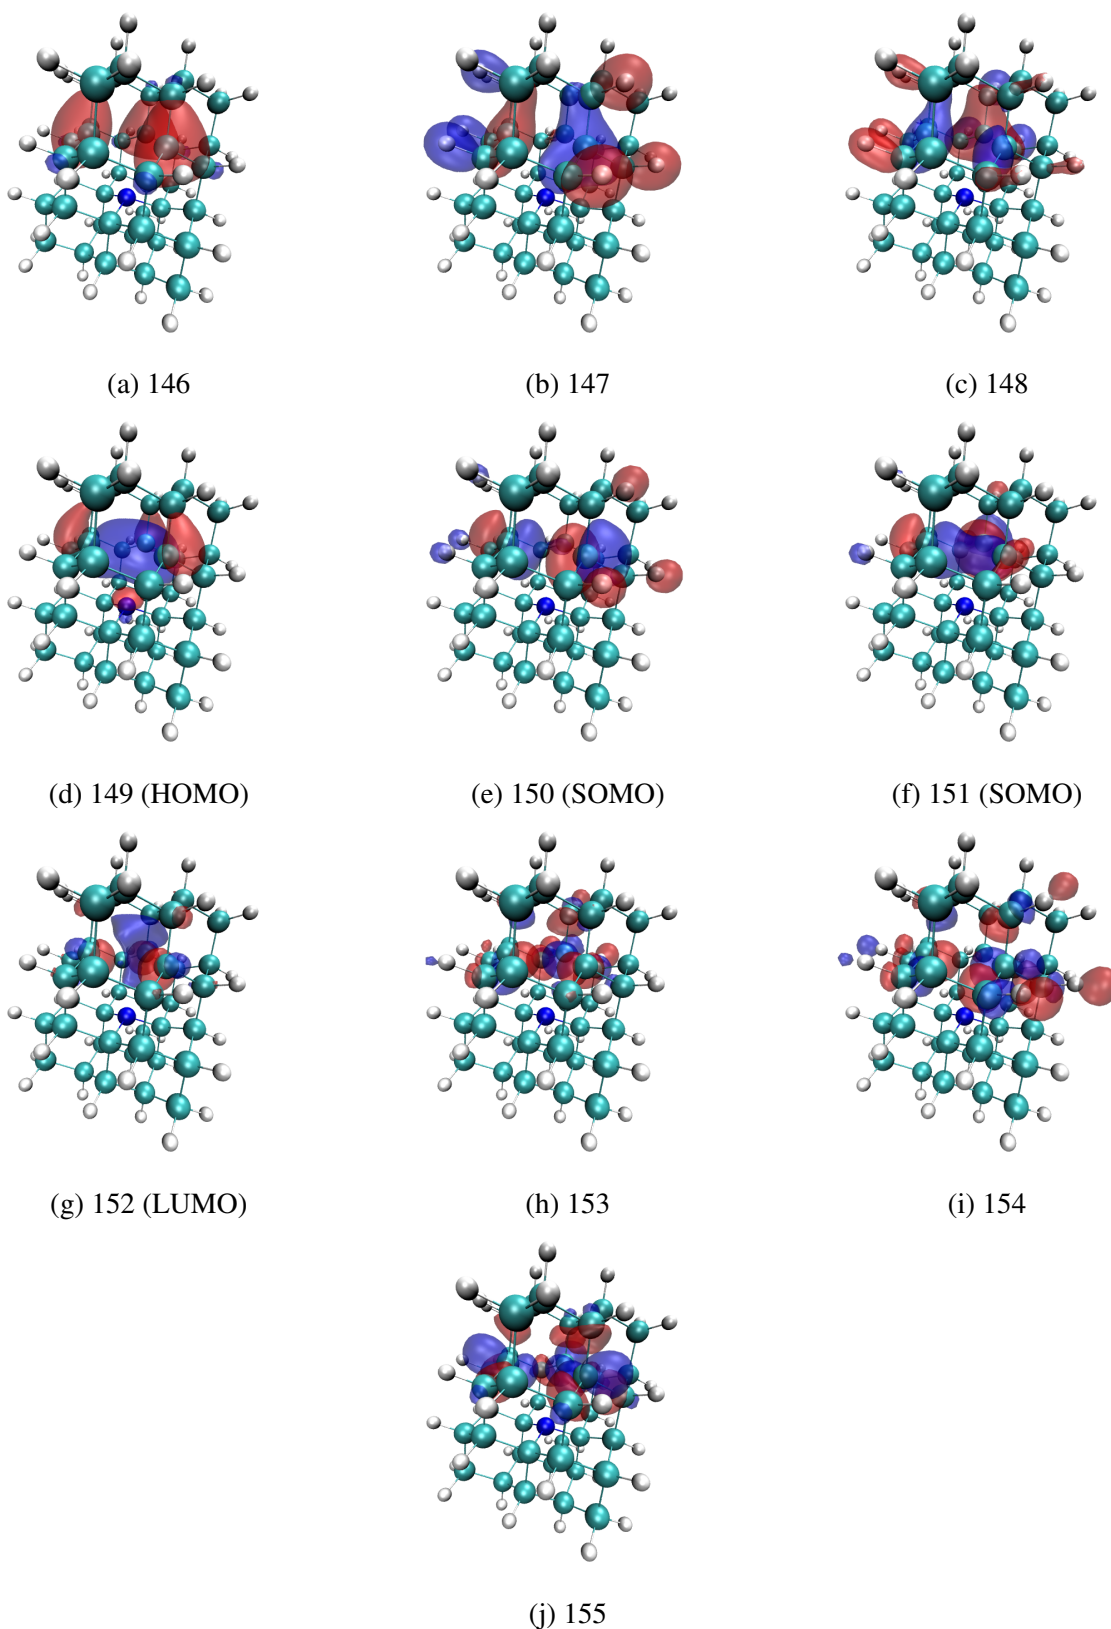 (a) 146
(b) 147
(c) 148
(d) 149 (HOMO)
(e) 150 (SOMO)
(f) 151 (SOMO)
(g) 152 (LUMO)
(h) 153
(i) 154
(j) 155